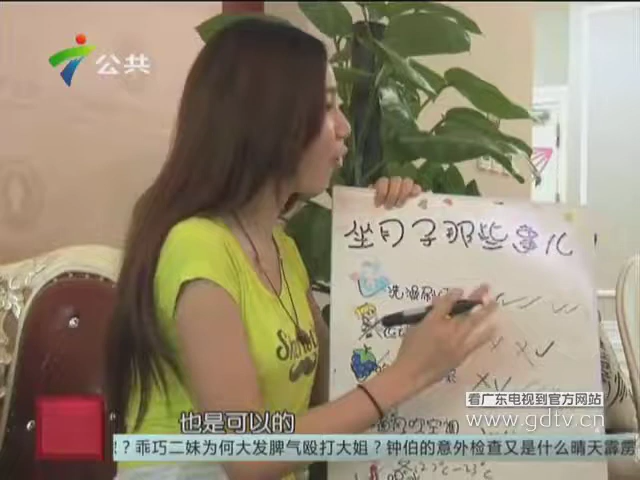 公共
坐月子那些事儿
洗澡刷
看广东电视到官方网站
www.gdtv.cn
也是可以的
？乖巧二妹为何大发脾气殴打大姐？钟伯的意外检查又是什么晴天霹雳